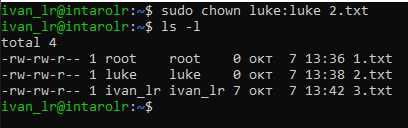 ivan_lr@intarolr:~$ sudo chown luke:luke 2.txt
ivan_lr@intarolr:~$ ls -l
total 4
-rw-rw-r-- 1 root    root    0 окт  7 13:36 1.txt
-rw-rw-r-- 1 luke    luke    0 окт  7 13:38 2.txt
-rw-rw-r-- 1 ivan_lr ivan_lr 7 окт  7 13:42 3.txt
ivan_lr@intarolr:~$